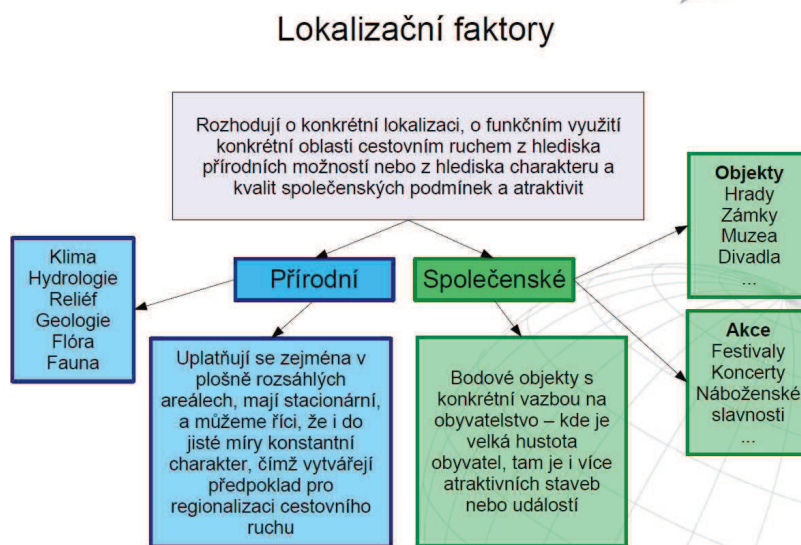 Lokalizační faktory
Rozhodují o konkrétní lokalizaci, o funkčním využití
konkrétní oblasti cestovním ruchem z hlediska
přírodních možností nebo z hlediska charakteru a
kvalit společenských podmínek a atraktivit
Klima
Hydrologie
Reliéf
Geologie
Flóra
Fauna
Přírodní
Společenské
Objekty
Hrady
Zámky
Muzea
Divadla
...
Akce
Festivaly
Koncerty
Náboženské
slavnosti
...
Uplatňují se zejména v
plošně rozsáhlých
areálech, mají stacionární,
a můžeme říci, že i do
jisté míry konstantní
charakter, čímž vytvářejí
předpoklad pro
regionalizaci cestovního
ruchu
Bodové objekty s
konkrétní vazbou na
obyvatelstvo – kde je
velká hustota
obyvatel, tam je i více
atraktivních staveb
nebo událostí